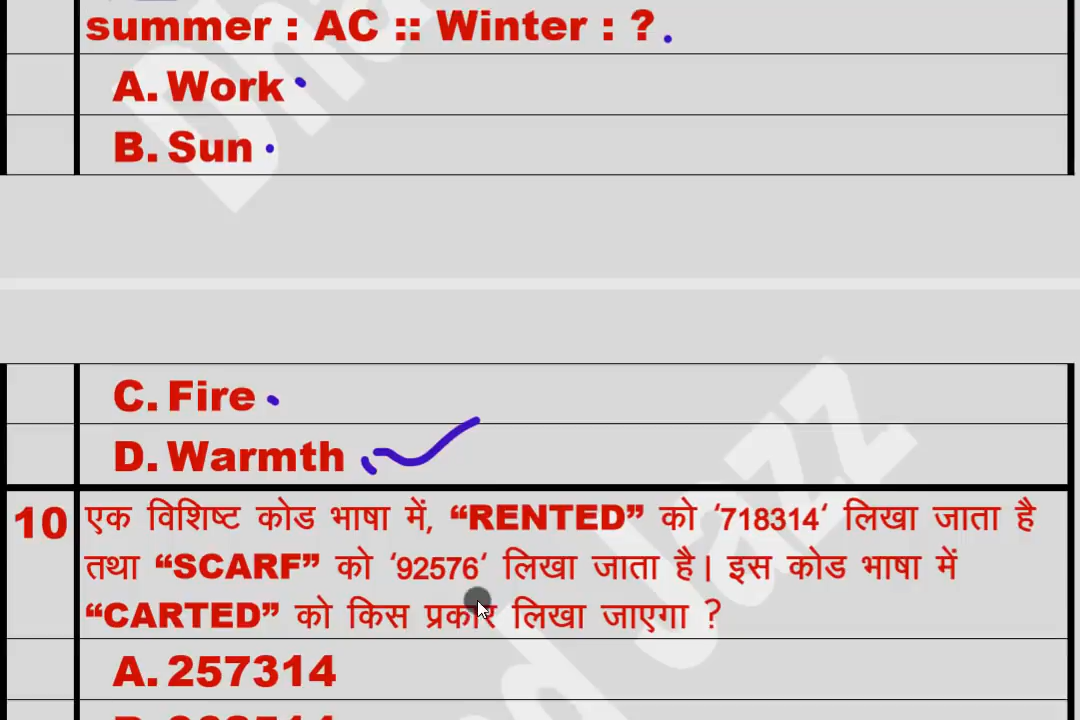 summer : AC :: Winter : ?
A. Work
B. Sun
C. Fire
D. Warmth
10 एक विशिष्ट कोड भाषा में, “RENTED” को ‘718314‘ लिखा जाता है
तथा “SCARF” को ‘92576‘ लिखा जाता है। इस कोड भाषा में
“CARTED” को किस प्रकार लिखा जाएगा ?
A. 257314